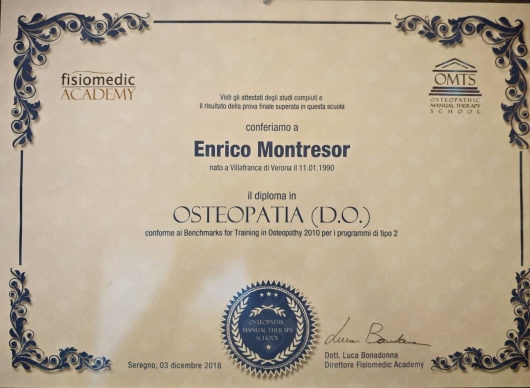 fisiomedic
ACADEMY
OMTS
OSTEOPATHIC
MANUAL THERAPY
SCHOOL
Visti gli attestati degli studi compiuti e
il risultato della prova finale superata in questa scuola
conferiamo a
Enrico Montresor
nato a Villafranca di Verona il 11.01.1990
il diploma in
OSTEOPATIA (D.O.)
conforme ai Benchmarks for Training in Osteopathy 2010 per i programmi di tipo 2
OSTEOPATHIC
MANUAL THERAPY
SCHOOL
Luca Bonadonna
Seregno, 03 dicembre 2018
Dott. Luca Bonadonna
Direttore Fisiomedic Academy